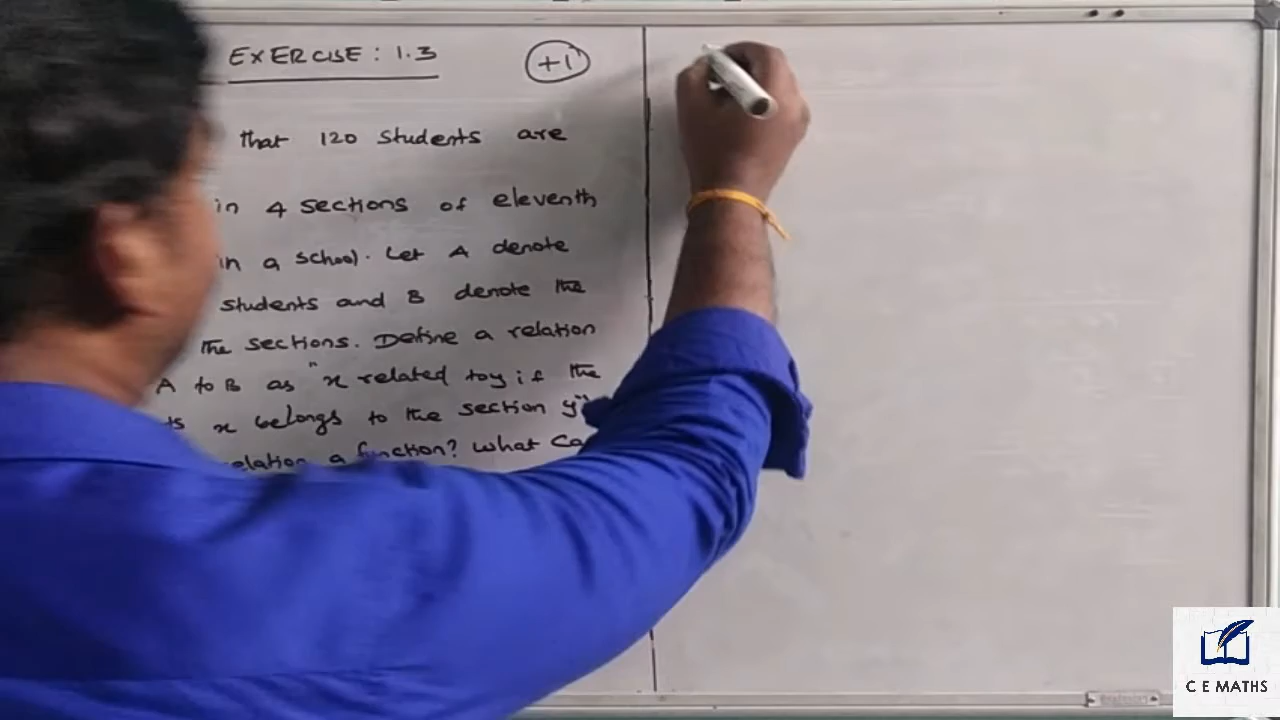 EXERCISE : 1.3
+1
that 120 students are
in 4 sections of eleventh
in a school. Let A denote
students and B denote the
the sections. Define a relation
A to B as "x related to y if the
x belongs to the section y"
a function? What
C E MATHS